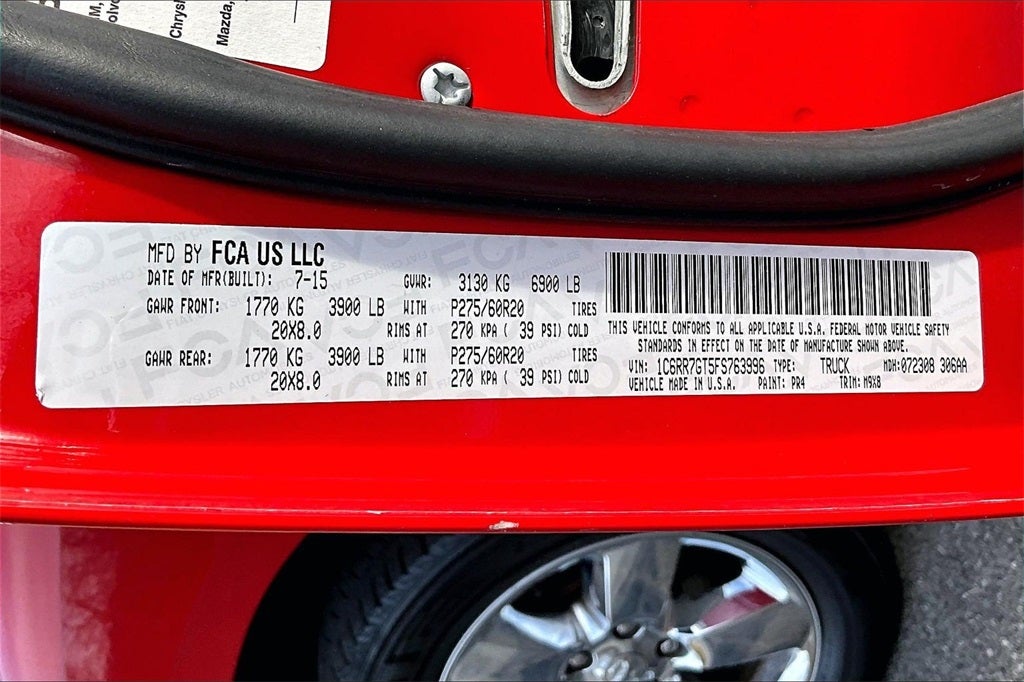 M,
olvo
Chrysl
Mazda,
MFD BY FCA US LLC
DATE OF MFR(BUILT): 7-15 GVWR: 3130 KG 6900 LB
GAWR FRONT: 1770 KG 3900 LB WITH P275/60R20 TIRES
20X8.0 RIMS AT 270 KPA ( 39 PSI) COLD
GAWR REAR: 1770 KG 3900 LB WITH P275/60R20 TIRES
20X8.0 RIMS AT 270 KPA ( 39 PSI) COLD
THIS VEHICLE CONFORMS TO ALL APPLICABLE U.S.A. FEDERAL MOTOR VEHICLE SAFETY
STANDARDS IN EFFECT ON THE DATE OF MANUFACTURE SHOWN ABOVE.
VIN: 1C6RR7GT5FS763996 TYPE: TRUCK MDH: 072308 306AA
VEHICLE MADE IN U.S.A. PAINT: PR4 TRIM: M9X8